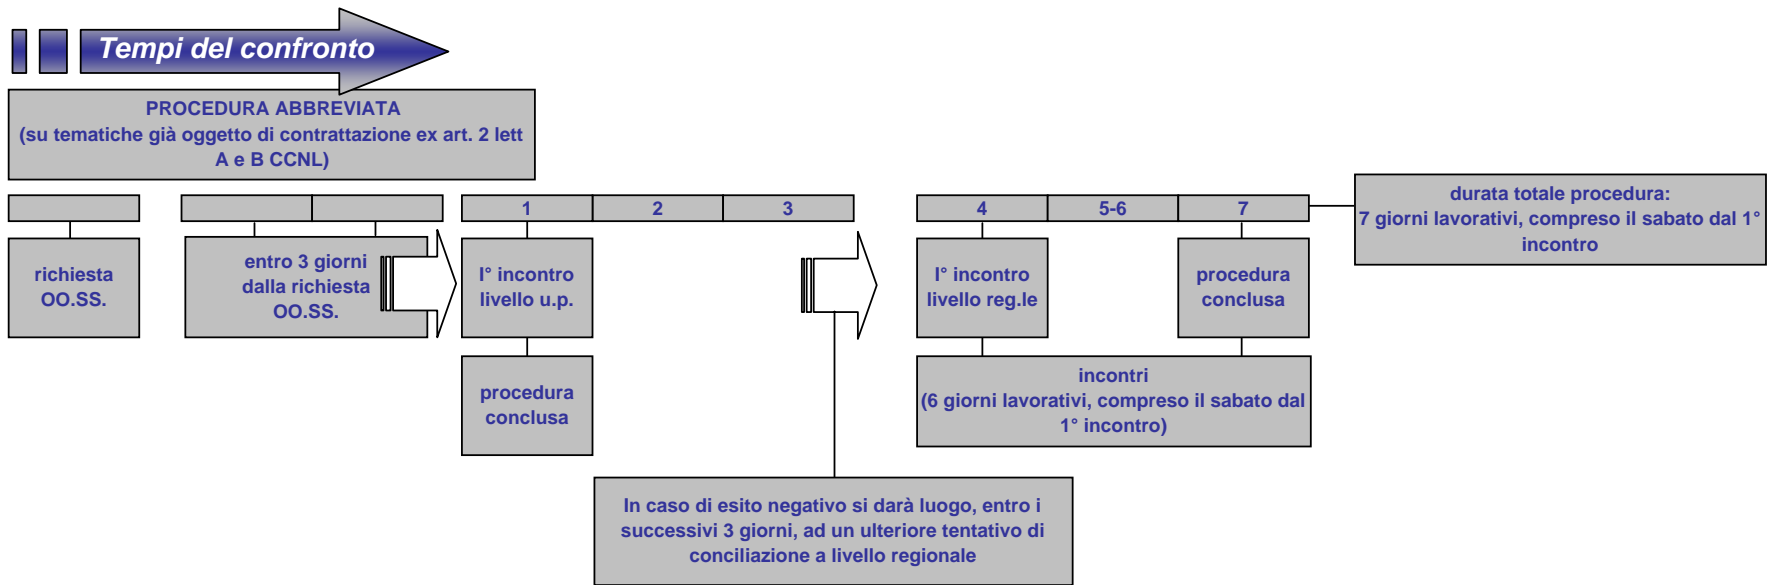 Tempi del confronto
PROCEDURA ABBREVIATA
(su tematiche già oggetto di contrattazione ex art. 2 lett
A e B CCNL)
1
2
3
4
5-6
7
durata totale procedura:
7 giorni lavorativi, compreso il sabato dal 1°
incontro
richiesta
OO.SS.
entro 3 giorni
dalla richiesta
OO.SS.
I° incontro
livello u.p.
I° incontro
livello reg.le
procedura
conclusa
procedura
conclusa
incontri
(6 giorni lavorativi, compreso il sabato dal
1° incontro)
In caso di esito negativo si darà luogo, entro i
successivi 3 giorni, ad un ulteriore tentativo di
conciliazione a livello regionale